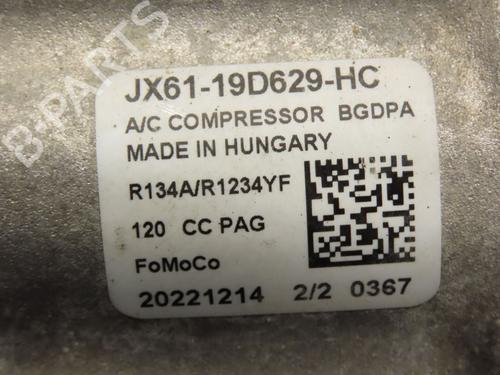 B-PARTS
JX61-19D629-HC
A/C COMPRESSOR BGDPA
MADE IN HUNGARY
R134A/R1234YF
120 CC PAG
FoMoCo
20221214 2/2 0367